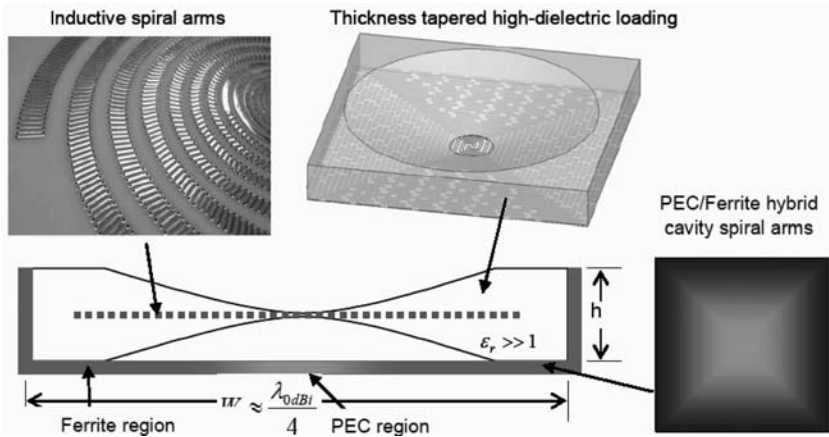 Inductive spiral arms
Thickness tapered high-dielectric loading
PEC/Ferrite hybrid
cavity spiral arms
h
εr >> 1
W ≈ λ0dBi / 4
Ferrite region
PEC region